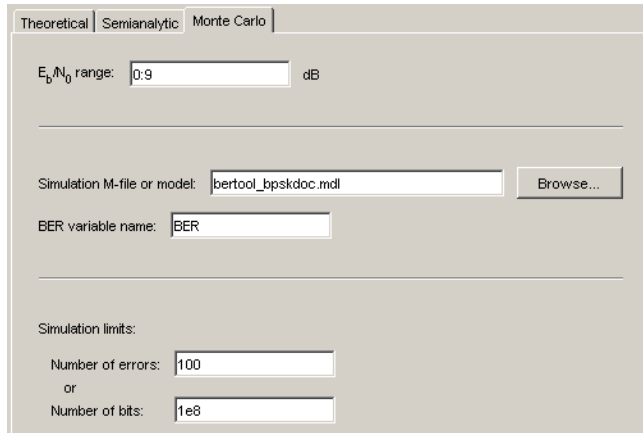 Theoretical Semianalytic Monte Carlo
Eb/N0 range: 0:9 dB
Simulation M-file or model: bertool_bpskdoc.mdl Browse...
BER variable name: BER
Simulation limits:
Number of errors: 100
or
Number of bits: 1e8